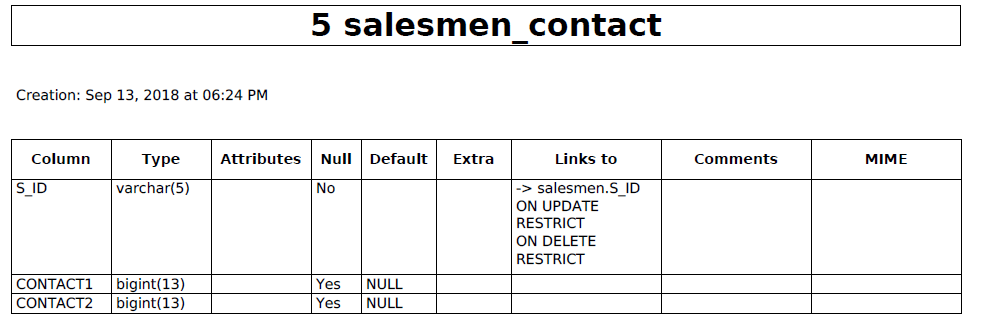 5 salesmen_contact
Creation: Sep 13, 2018 at 06:24 PM
Column Type Attributes Null Default Extra Links to Comments MIME
S_ID varchar(5) No -> salesmen.S_ID
ON UPDATE
RESTRICT
ON DELETE
RESTRICT
CONTACT1 bigint(13) Yes NULL
CONTACT2 bigint(13) Yes NULL